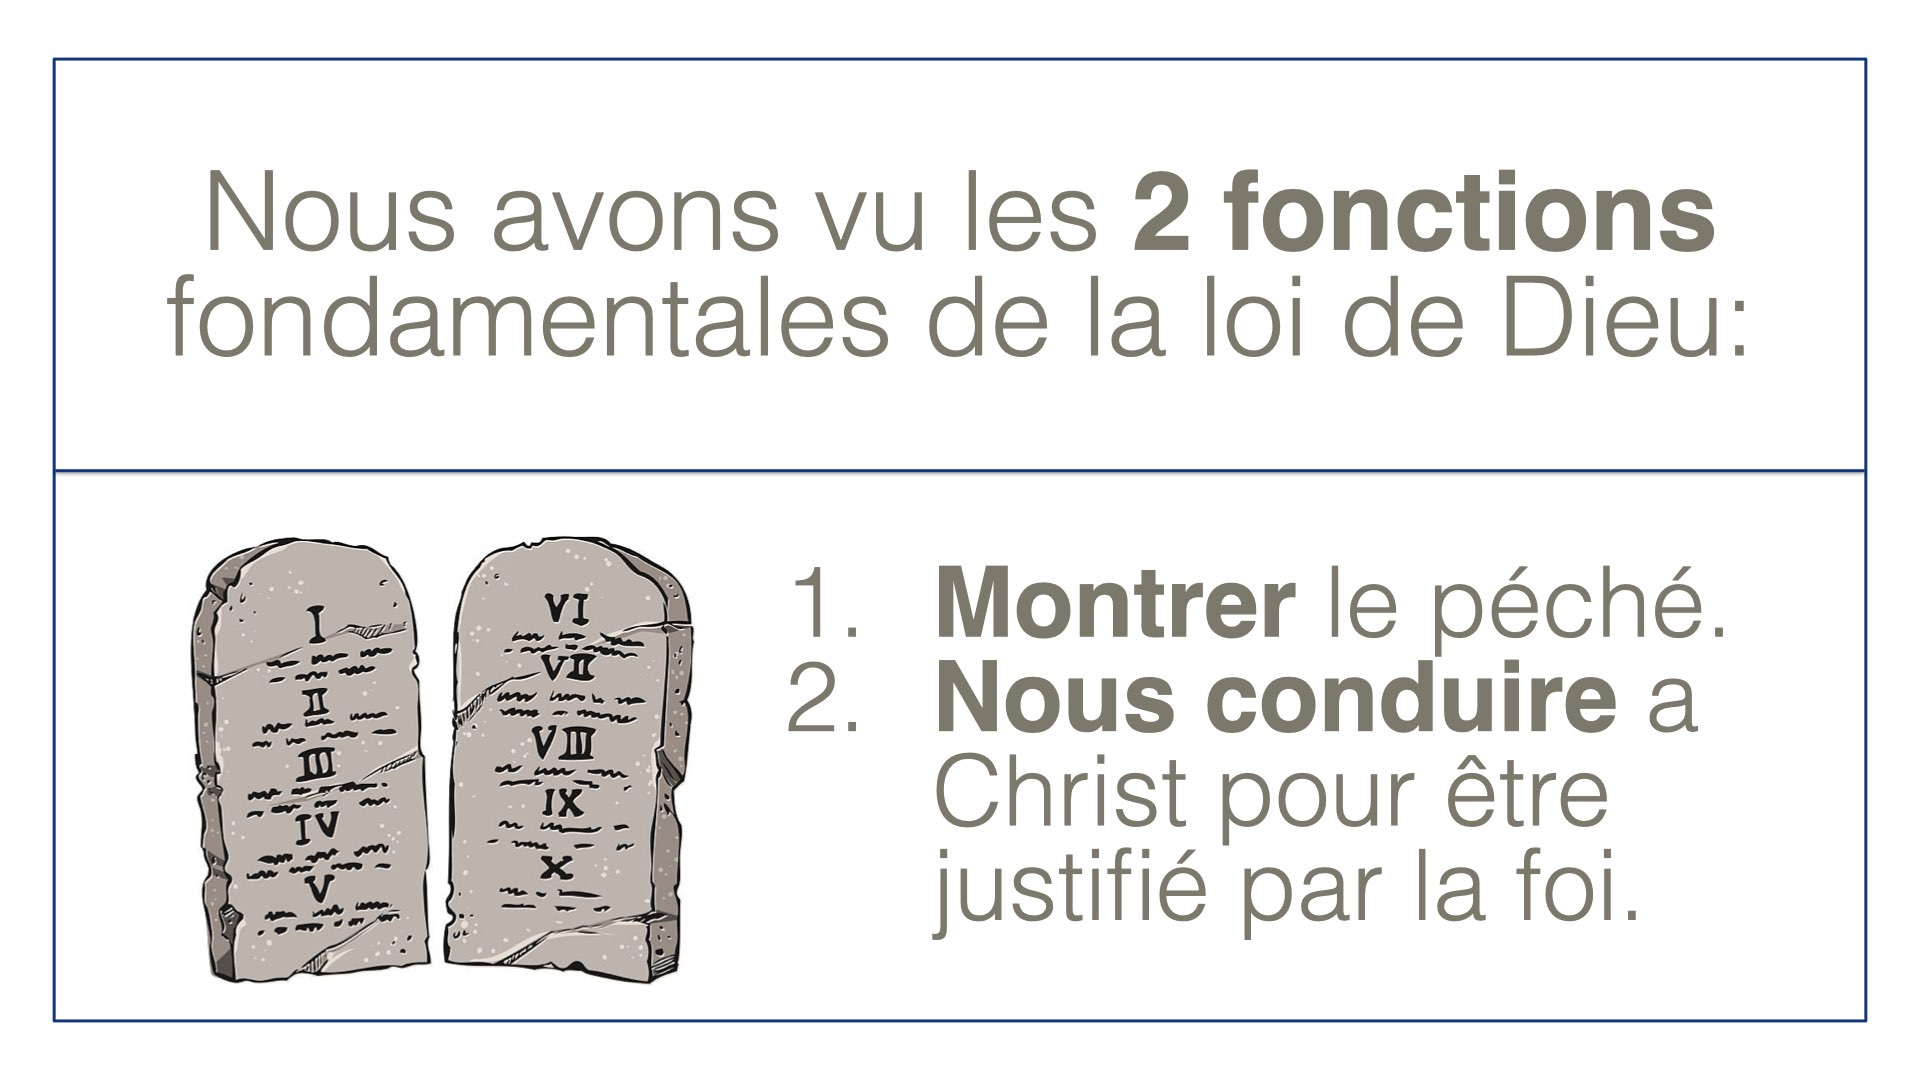 Nous avons vu les 2 fonctions
fondamentales de la loi de Dieu:
I
II
III
IV
V
VI
VII
VIII
IX
X
1. Montrer le péché.
2. Nous conduire a
Christ pour être
justifié par la foi.